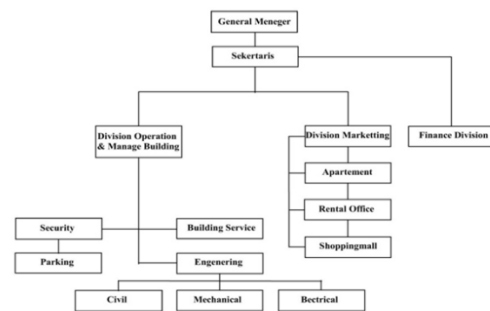 General Meneger
Sekertaris
Division Operation
& Manage Building
Division Marketting
Finance Division
Apartement
Rental Office
Shoppingmall
Security
Building Service
Parking
Engenering
Civil
Mechanical
Bectrical